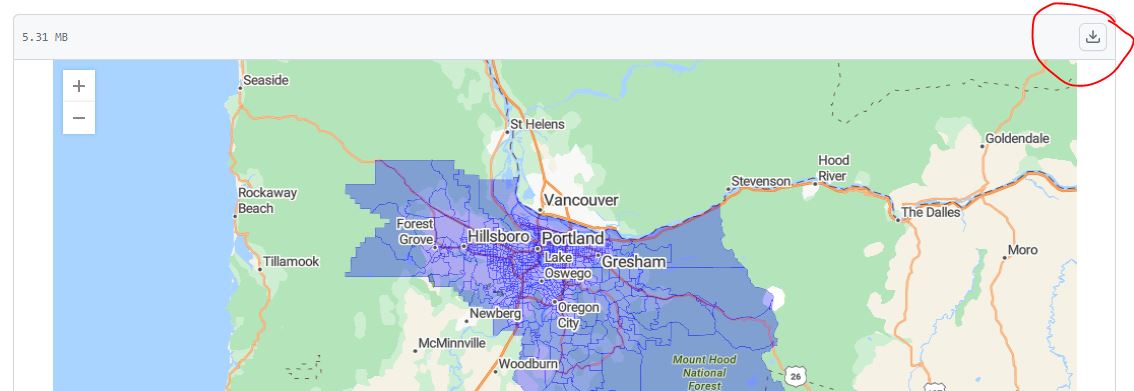 5.31 MB
+
Seaside
−
St Helens
Goldendale
Hood
River
Stevenson
Rockaway
Beach
Vancouver
The Dalles
Forest
Grove
Hillsboro
Portland
Moro
Tillamook
Lake
Oswego
Gresham
Newberg
Oregon
City
McMinnville
Woodburn
Mount Hood
National
Forest
26